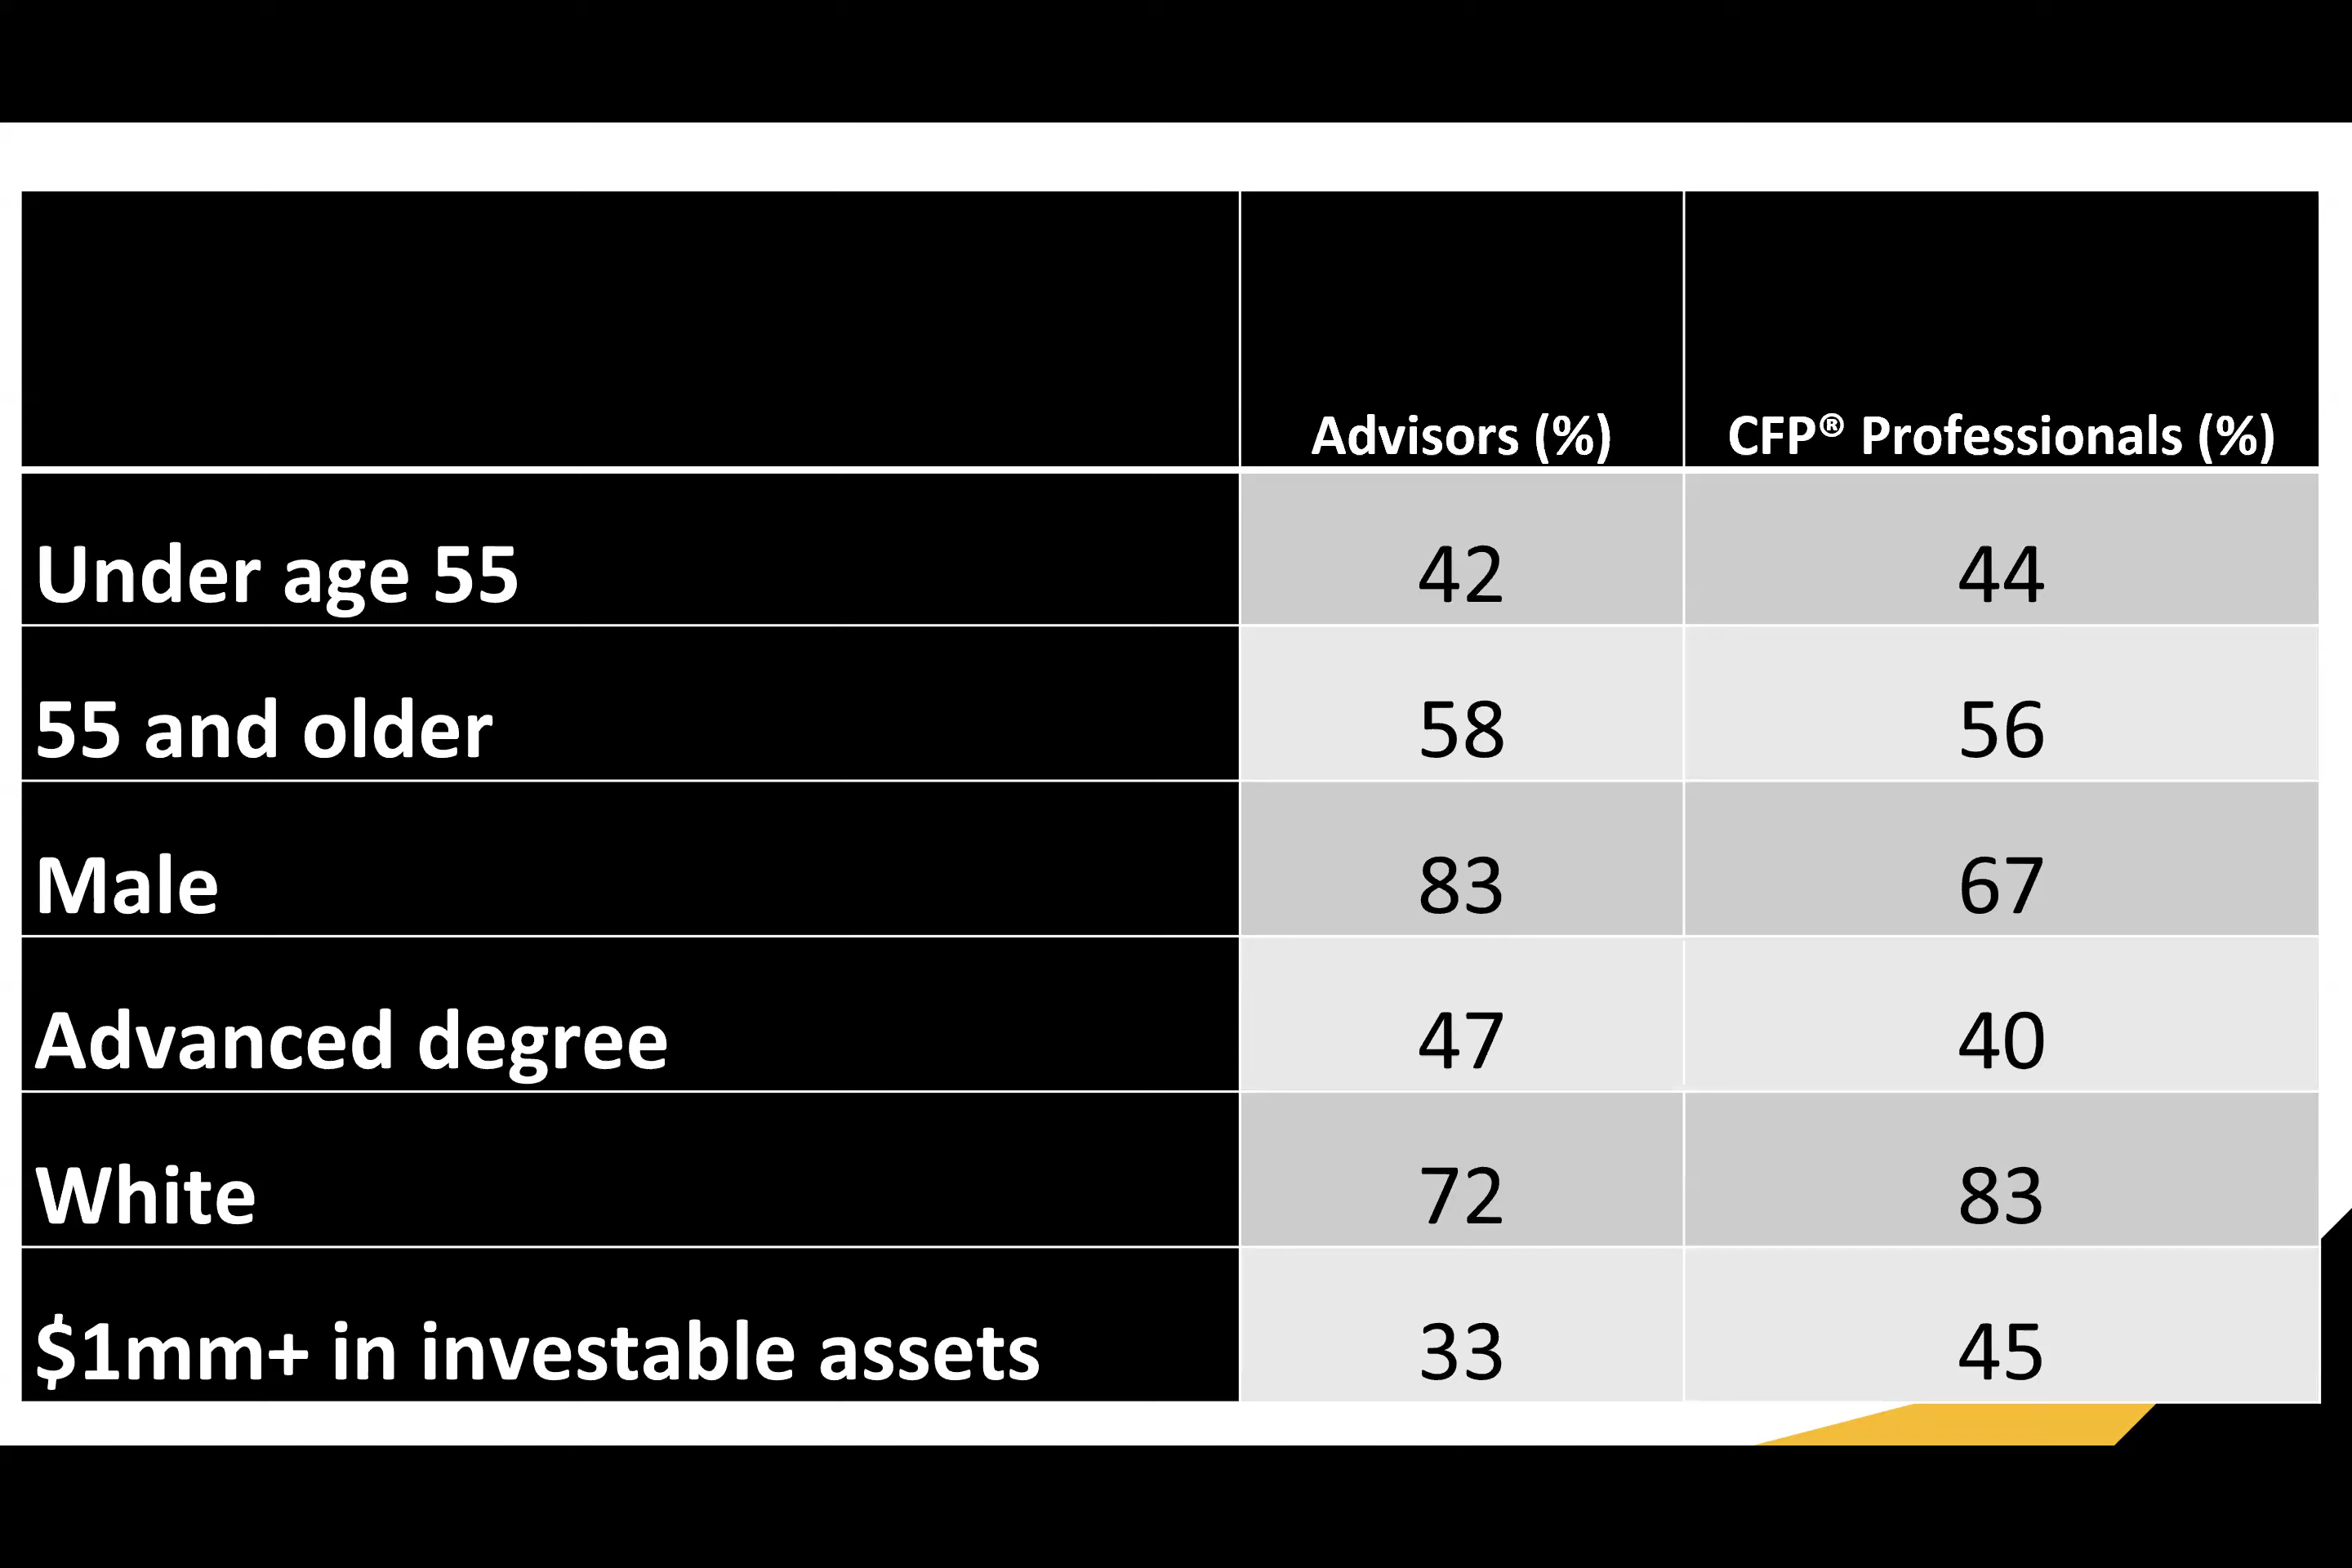 Advisors (%) CFP® Professionals (%)
Under age 55 42 44
55 and older 58 56
Male 83 67
Advanced degree 47 40
White 72 83
$1mm+ in investable assets 33 45